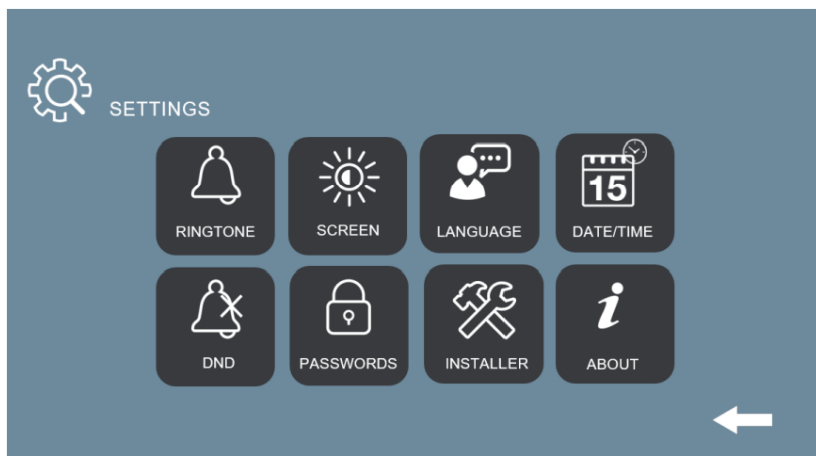 SETTINGS
RINGTONE
SCREEN
LANGUAGE
15
DATE/TIME
DND
PASSWORDS
INSTALLER
ABOUT